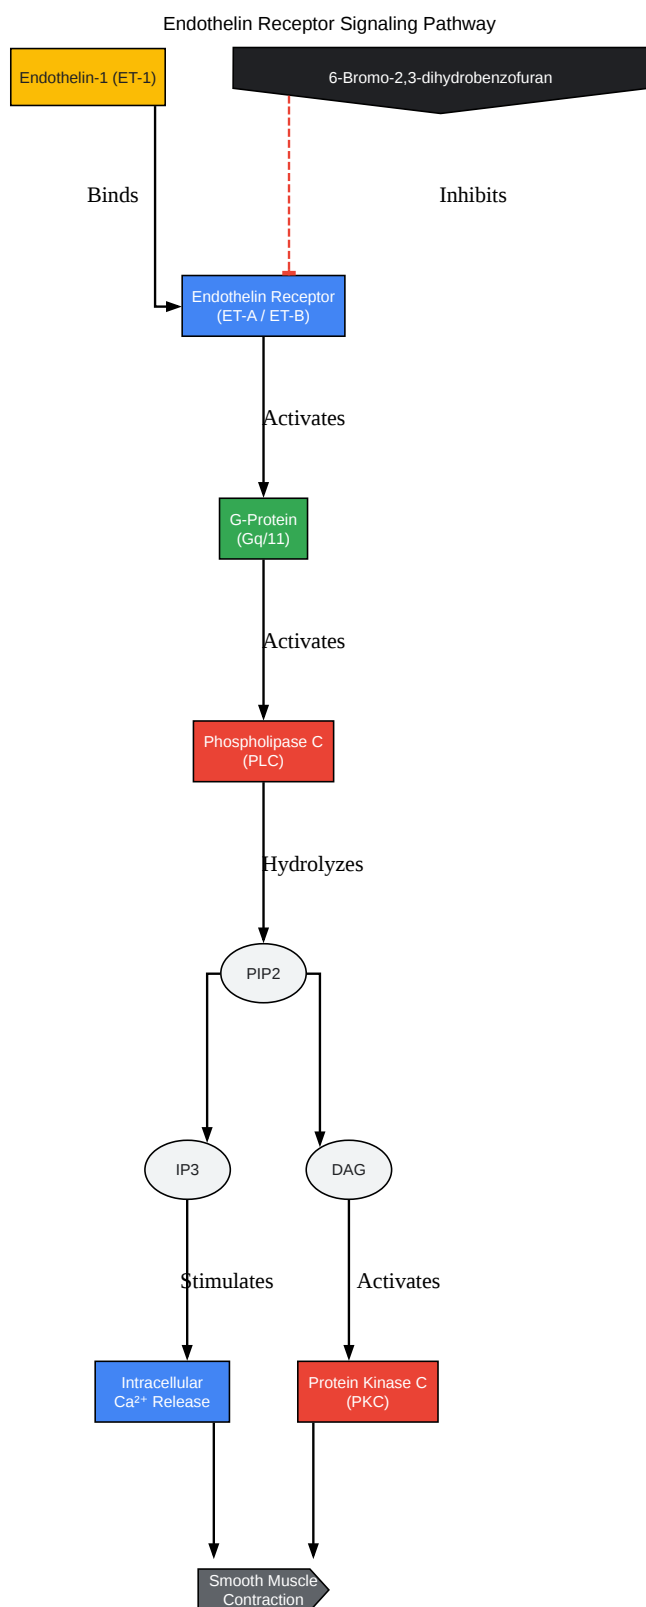 Endothelin Receptor Signaling Pathway
Endothelin-1 (ET-1)
6-Bromo-2,3-dihydrobenzofuran
Binds
Inhibits
Endothelin Receptor
(ET-A / ET-B)
Activates
G-Protein
(Gq/11)
Activates
Phospholipase C
(PLC)
Hydrolyzes
PIP2
IP3
DAG
Stimulates
Activates
Intracellular
Ca²⁺ Release
Protein Kinase C
(PKC)
Smooth Muscle
Contraction